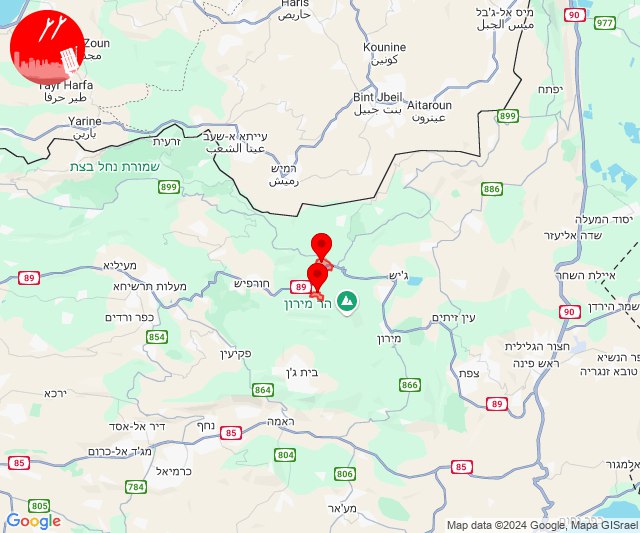 Haris
חאריס
מיס אל-ג'בל
ميس الجبل
90
977
Zoun
Kounine
كونين
Tayr Harfa
طير حرفا
Bint Jbeil
بنت جبيل
Aitaroun
عيترون
יפתח
899
Yarine
يارين
זרעית
עייתא א-שעב
عيتا الشعب
שמורת נחל בצת
רמיש
رميش
899
886
יסוד המעלה
שדה אליעזר
מעיליא
ג'יש
איילת השחר
89
מעלות תרשיחא
חורפיש
89
הר מירון
משמר הירדן
90
כפר ורדים
עין זיתים
854
מירון
חצור הגלילית
פקיעין
ראש פינה
צפת
טובא זנגריה
בית ג'ן
864
866
ירכא
89
ראמה
נחף
דיר אל-אסד
85
מג'ד אל-כרום
804
85
85
כרמיאל
806
אלמגור
784
805
מע'אר
Google
Map data ©2024 Google, Mapa GISrael